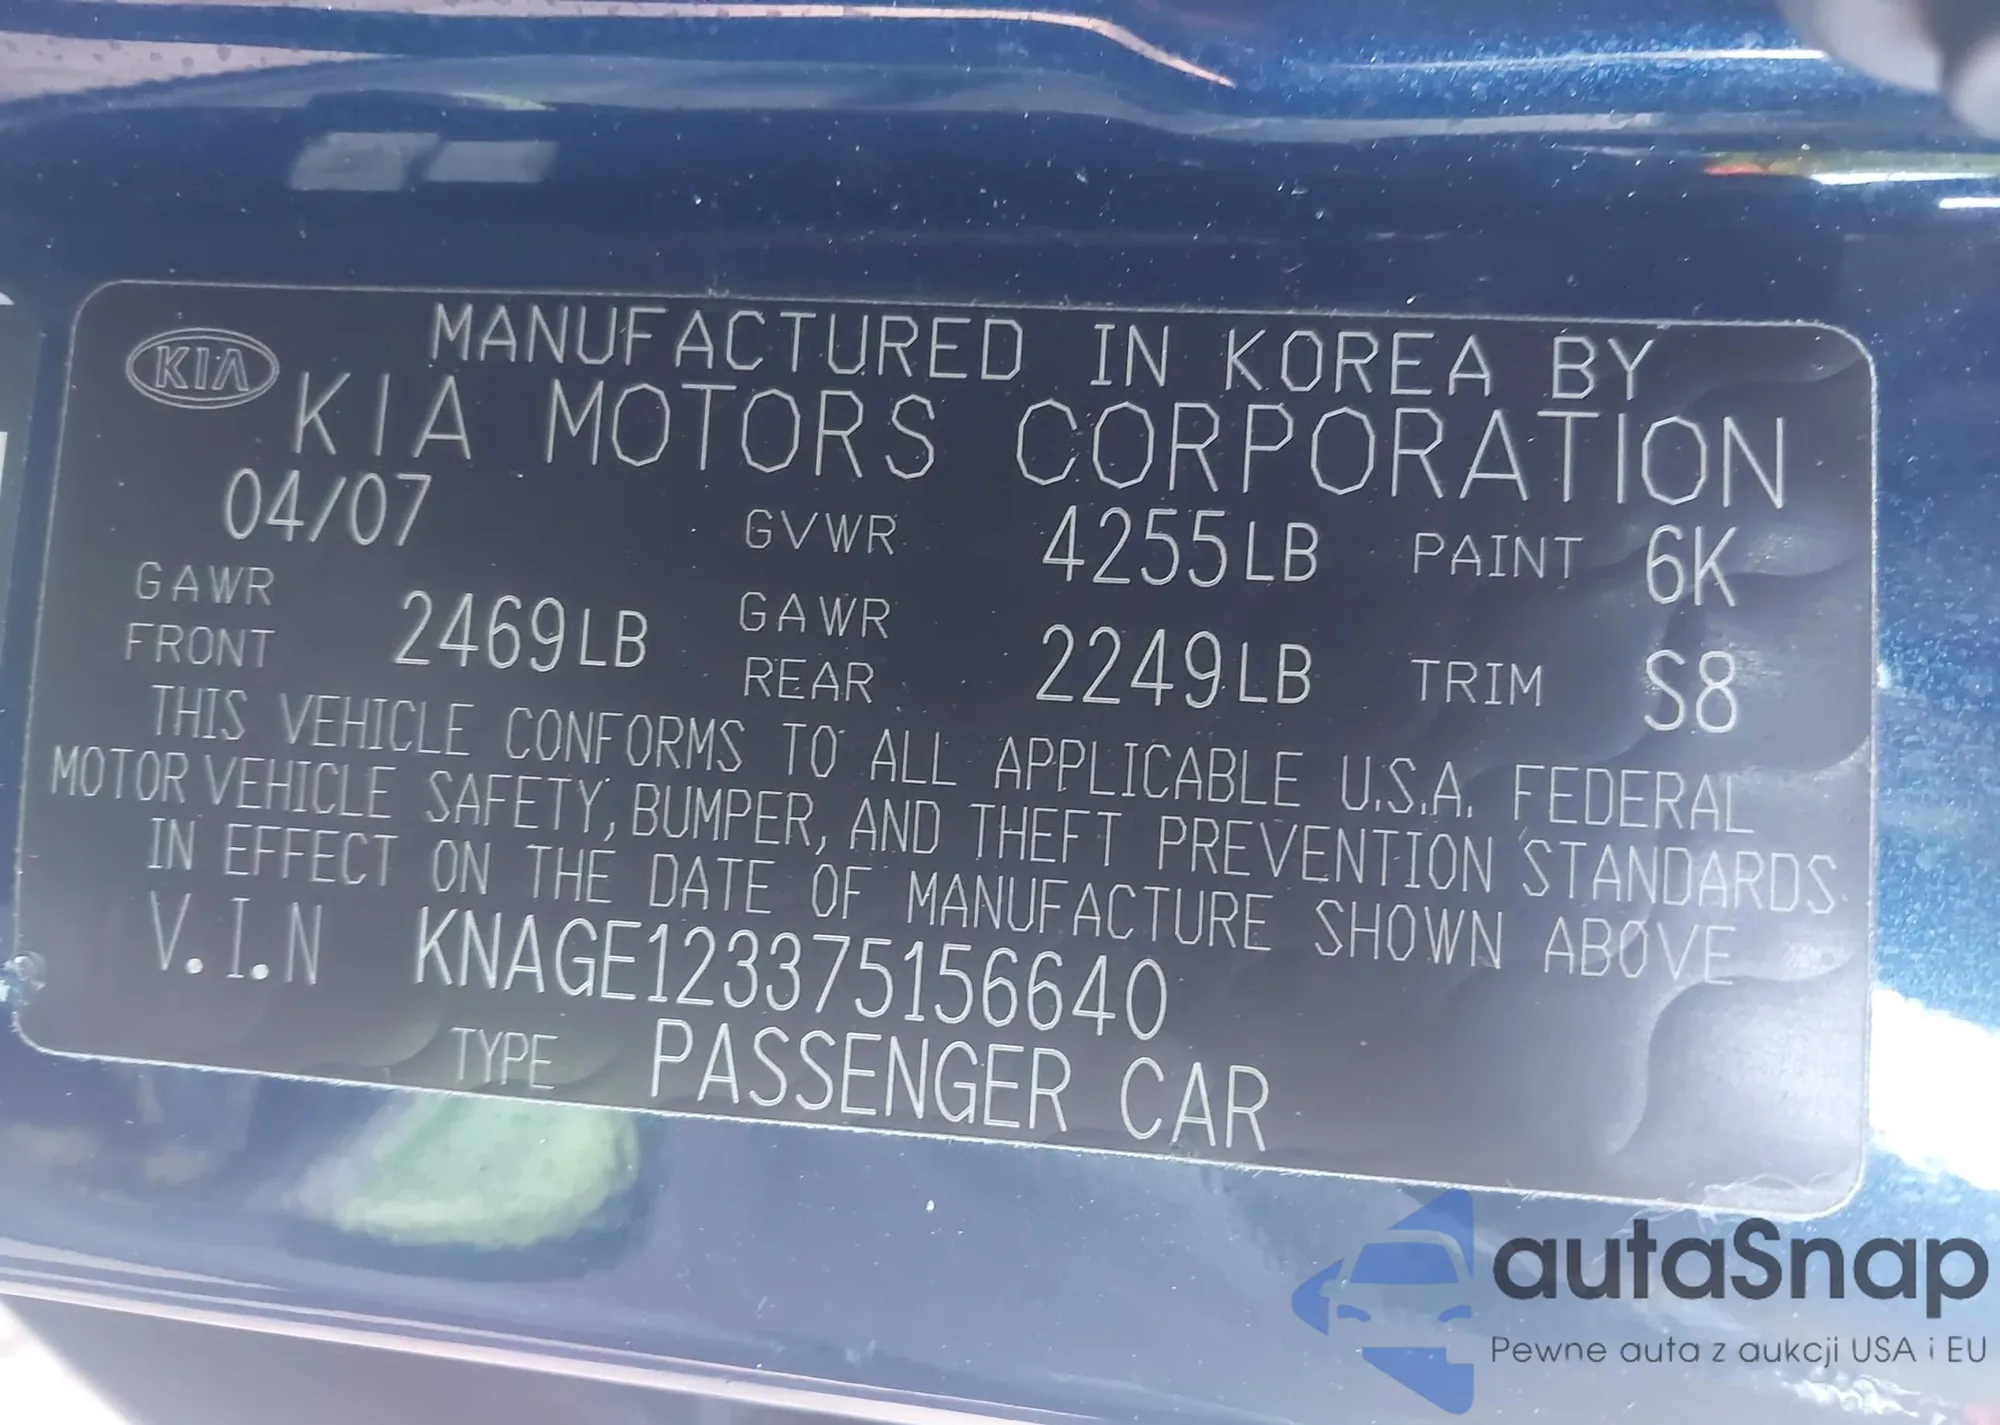 KIA
MANUFACTURED IN KOREA BY
KIA MOTORS CORPORATION
04/07 GVWR 4255LB PAINT 6K
GAWR FRONT 2469LB GAWR REAR 2249LB TRIM S8
THIS VEHICLE CONFORMS TO ALL APPLICABLE U.S.A. FEDERAL
MOTOR VEHICLE SAFETY, BUMPER, AND THEFT PREVENTION STANDARDS
IN EFFECT ON THE DATE OF MANUFACTURE SHOWN ABOVE
V.I.N KNAGE123375156640
TYPE PASSENGER CAR
autaSnap
Pewne auta z aukcji USA i EU